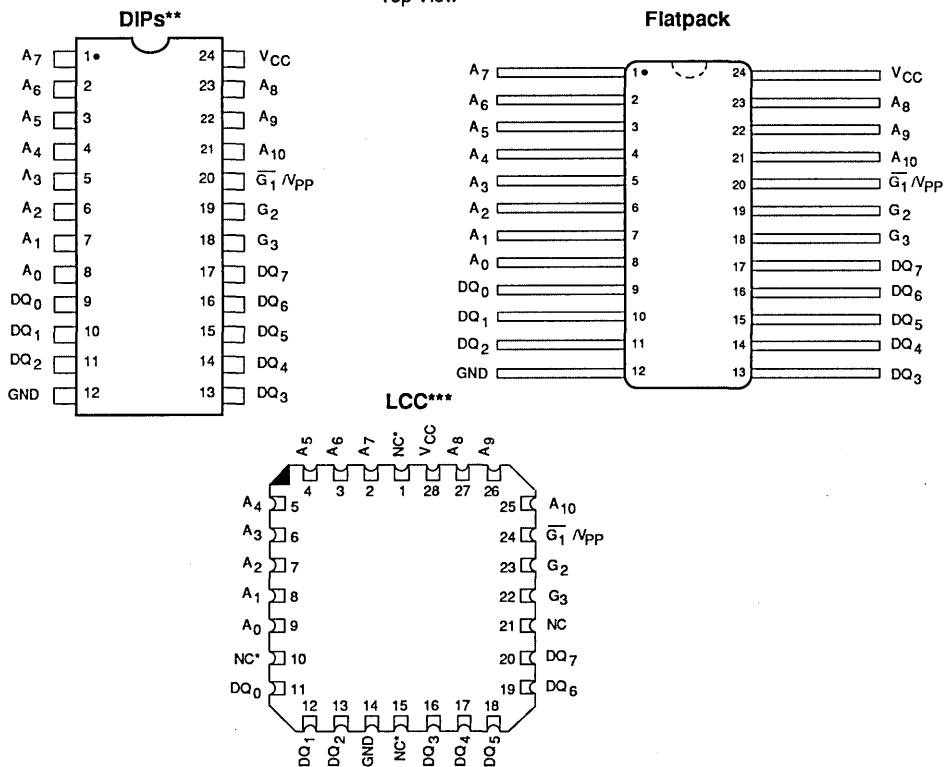 Top View
DIPs**
A7 1 24 VCC
A6 2 23 A8
A5 3 22 A9
A4 4 21 A10
A3 5 20 G1/VPP
A2 6 19 G2
A1 7 18 G3
A0 8 17 DQ7
DQ0 9 16 DQ6
DQ1 10 15 DQ5
DQ2 11 14 DQ4
GND 12 13 DQ3
Flatpack
A7 1 24 VCC
A6 2 23 A8
A5 3 22 A9
A4 4 21 A10
A3 5 20 G1/VPP
A2 6 19 G2
A1 7 18 G3
A0 8 17 DQ7
DQ0 9 16 DQ6
DQ1 10 15 DQ5
DQ2 11 14 DQ4
GND 12 13 DQ3
LCC***
A5 A6 A7 NC* VCC A8 A9
4 3 2 1 28 27 26
A4 5 25 A10
A3 6 24 G1/VPP
A2 7 23 G2
A1 8 22 G3
A0 9 21 NC
NC* 10 20 DQ7
DQ0 11 19 DQ6
12 13 14 15 16 17 18
DQ1 DQ2 GND NC* DQ3 DQ4 DQ5